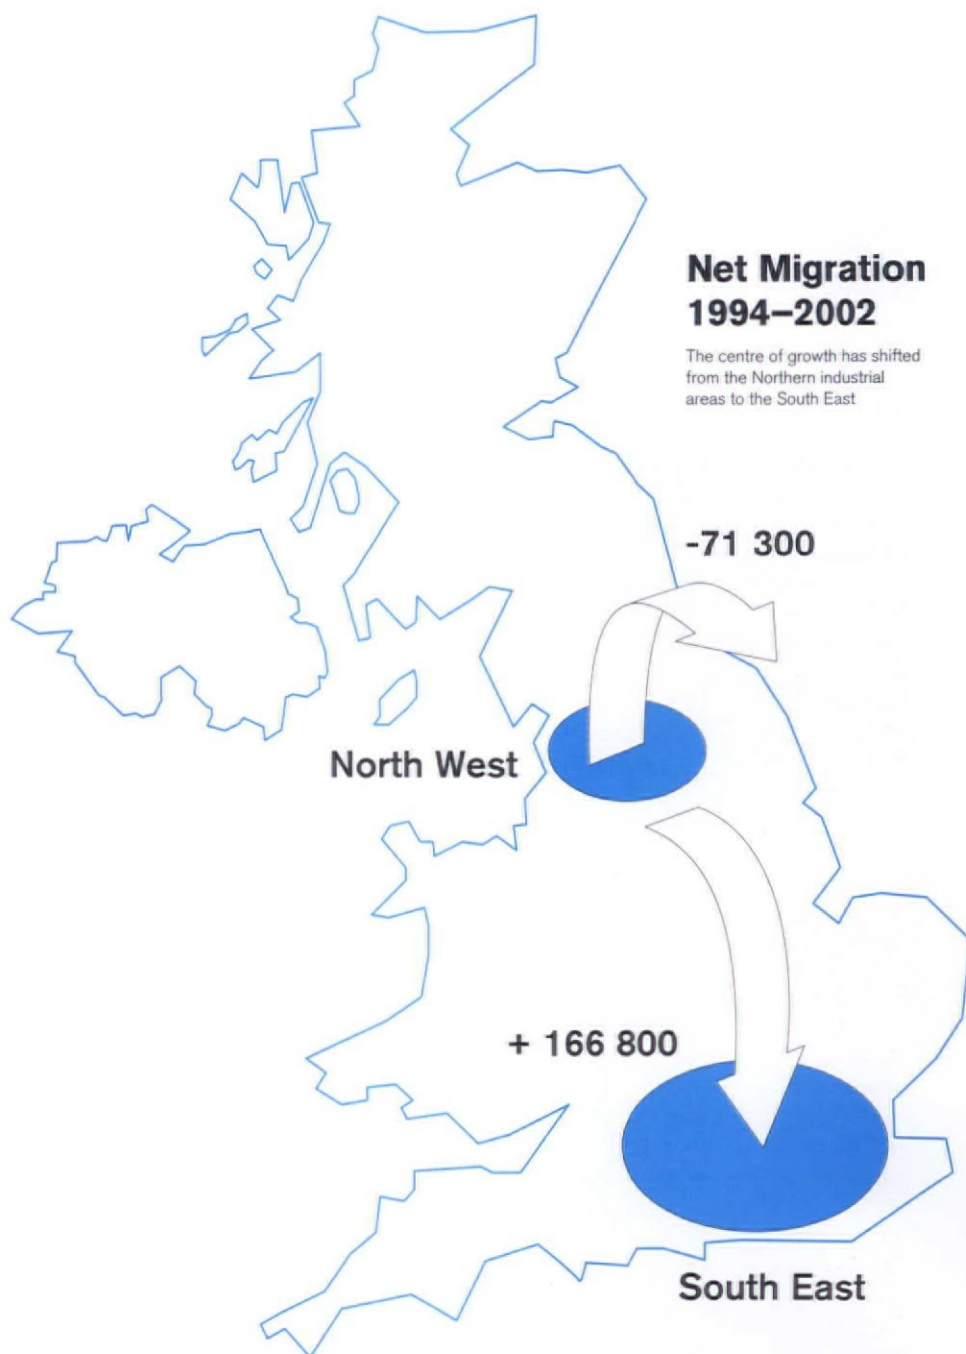 Net Migration
1994–2002
The centre of growth has shifted
from the Northern industrial
areas to the South East
-71 300
North West
+ 166 800
South East